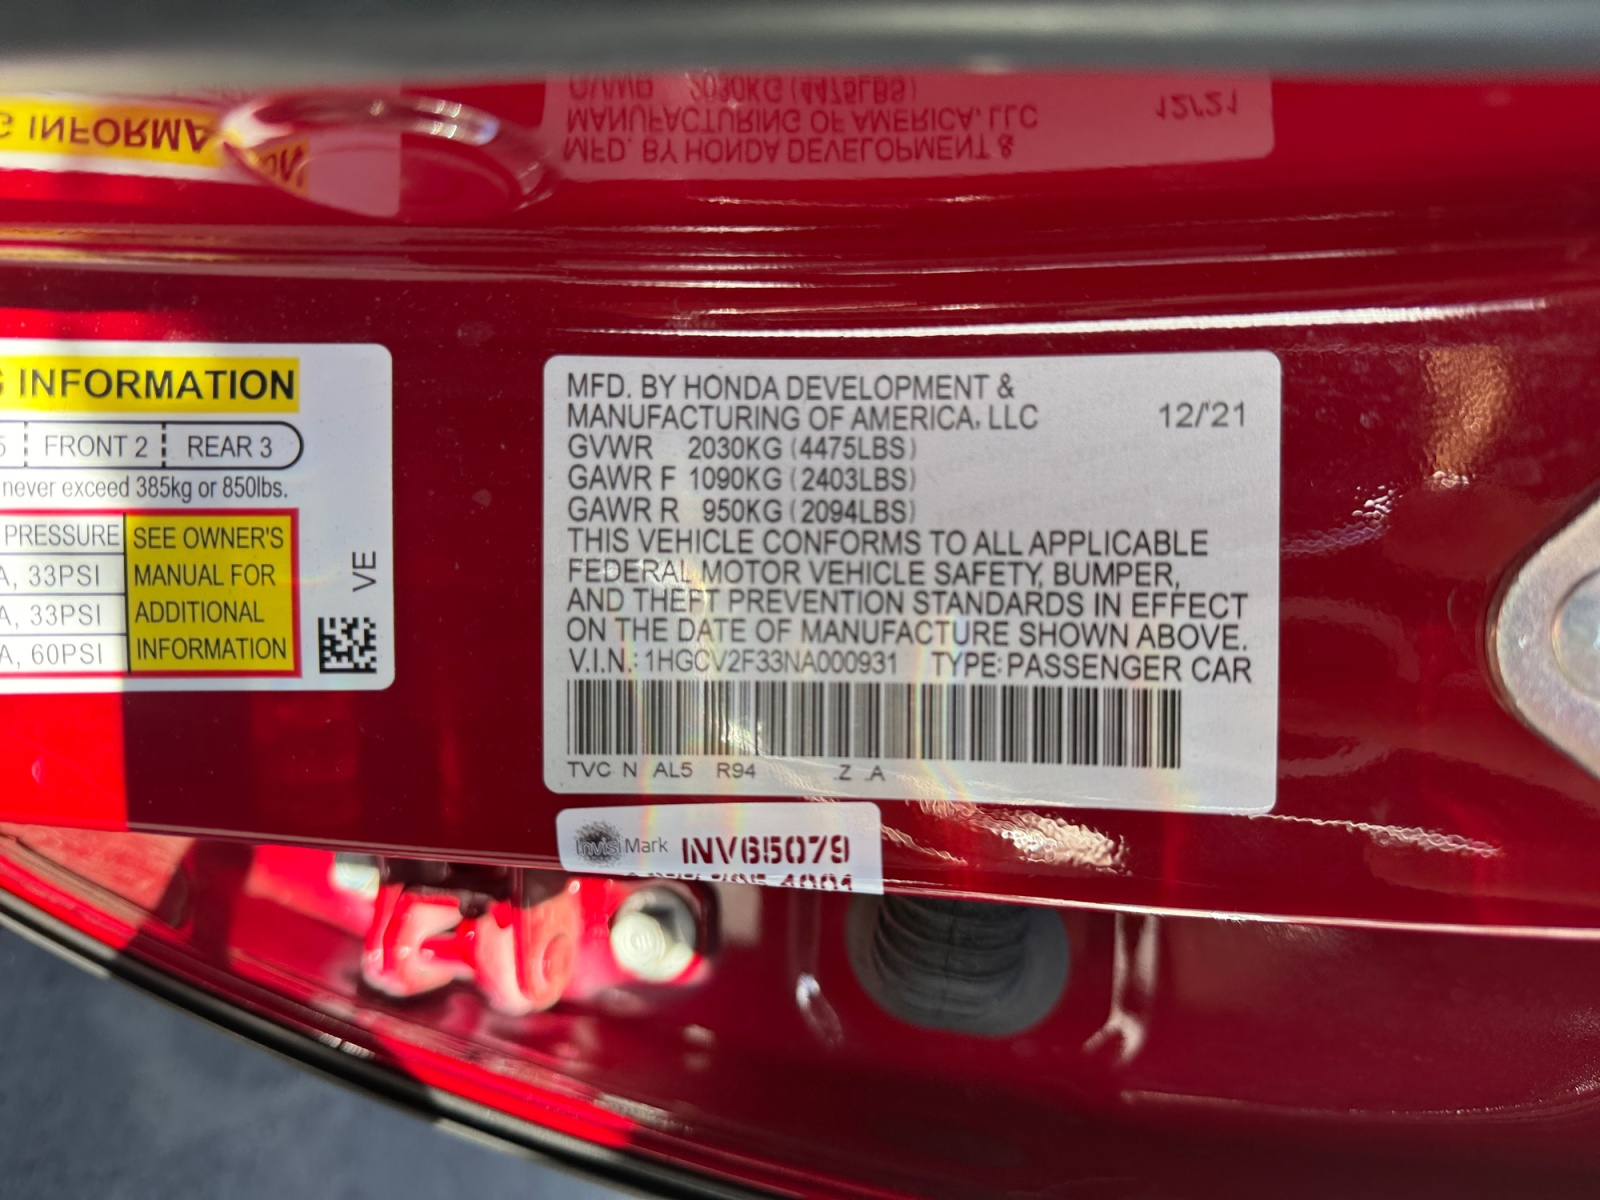 G INFORMATION
5 FRONT 2 REAR 3
never exceed 385kg or 850lbs.
PRESSURE
A, 33PSI
A, 33PSI
A, 60PSI
SEE OWNER'S
MANUAL FOR
ADDITIONAL
INFORMATION
VE
MFD. BY HONDA DEVELOPMENT &
MANUFACTURING OF AMERICA, LLC 12/21
GVWR 2030KG (4475LBS)
GAWR F 1090KG (2403LBS)
GAWR R 950KG (2094LBS)
THIS VEHICLE CONFORMS TO ALL APPLICABLE
FEDERAL MOTOR VEHICLE SAFETY, BUMPER,
AND THEFT PREVENTION STANDARDS IN EFFECT
ON THE DATE OF MANUFACTURE SHOWN ABOVE.
V.I.N.: 1HGCV2F33NA000931 TYPE: PASSENGER CAR
TVC N AL5 R94 Z A
InvisiMark INV65079